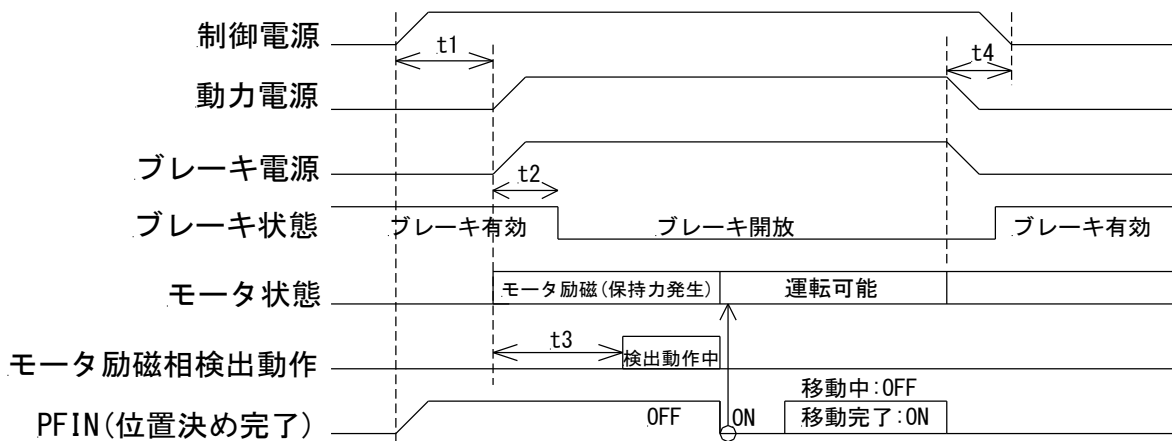 制御電源
t1
t4
動力電源
ブレーキ電源
t2
ブレーキ状態
ブレーキ有効
ブレーキ開放
ブレーキ有効
モータ状態
モータ励磁(保持力発生)
運転可能
t3
モータ励磁相検出動作
検出動作中
移動中:OFF
PFIN(位置決め完了)
OFF
ON
移動完了:ON